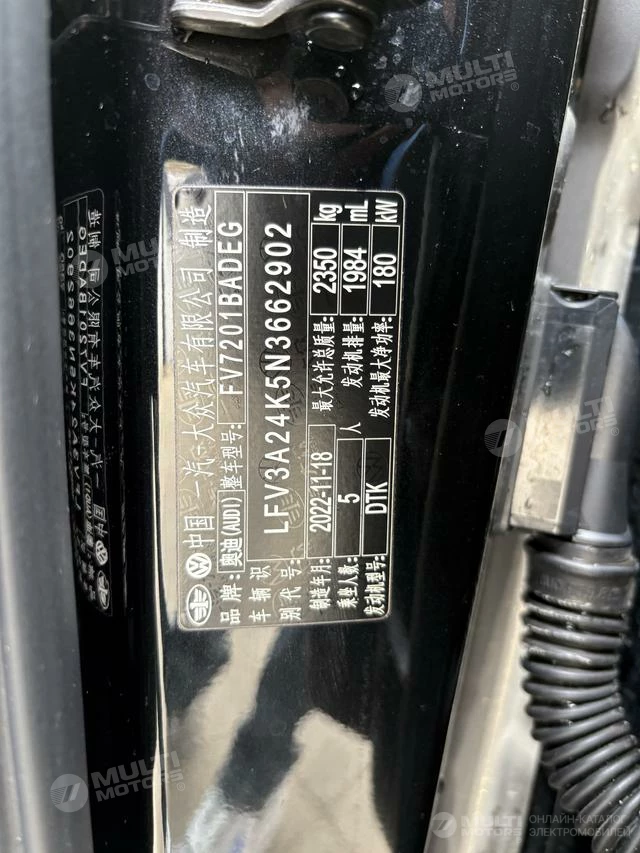 中国一汽-大众汽车有限公司 制造
品牌: 奥迪(AUDI) 整车型号: FV7201BADEG
车辆识别代号: LFV3A24K5N3662902
制造年月: 2022-11-18 最大允许总质量: 2350 kg
乘坐人数: 5 人 发动机排量: 1984 mL
发动机型号: DTK 发动机最大净功率: 180 kW
MULTI MOTORS®
MULTI MOTORS®
MULTI MOTORS®
MULTI MOTORS®
ОНЛАЙН-КАТАЛОГ ЭЛЕКТРОМОБИЛЕЙ